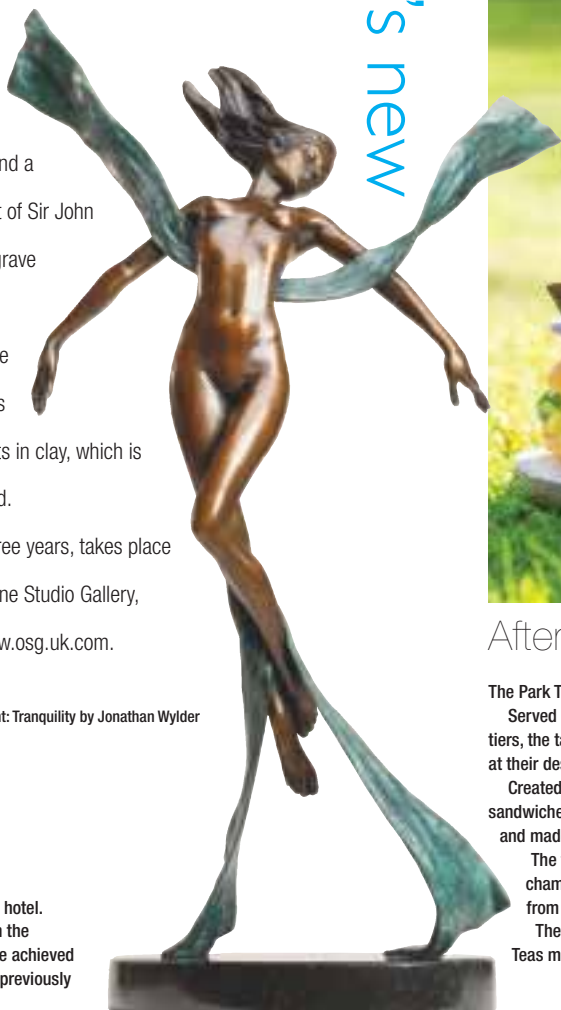 ’s new
nd a
of Sir John
grave
e
s
ts in clay, which is
d.
ree years, takes place
ne Studio Gallery,
w.osg.uk.com.
t: Tranquility by Jonathan Wylder
hotel.
n the
e achieved
previously
After
The Park T
Served
tiers, the ta
at their des
Created
sandwiche
and mad
The
cham
from
The
Teas m